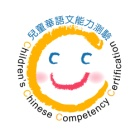 兒童華語文能力測驗
Children's Chinese Competency Certification